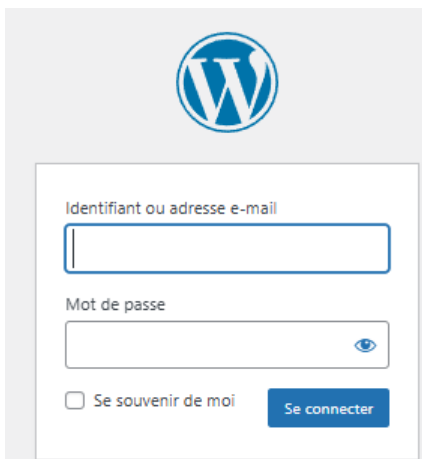 Identifiant ou adresse e-mail
Mot de passe
Se souvenir de moi
Se connecter